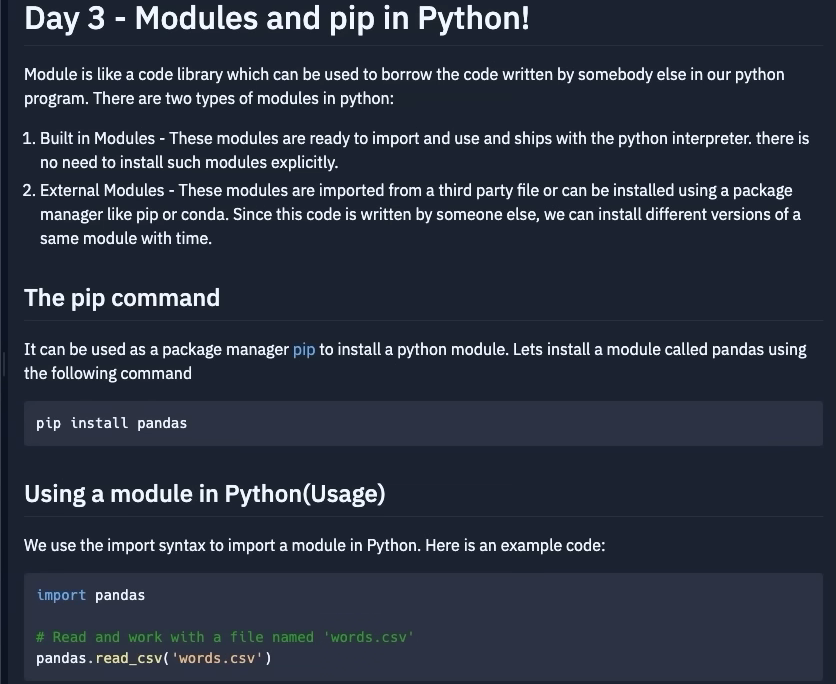 Day 3 - Modules and pip in Python!
Module is like a code library which can be used to borrow the code written by somebody else in our python
program. There are two types of modules in python:
1. Built in Modules - These modules are ready to import and use and ships with the python interpreter. there is
no need to install such modules explicitly.
2. External Modules - These modules are imported from a third party file or can be installed using a package
manager like pip or conda. Since this code is written by someone else, we can install different versions of a
same module with time.
The pip command
It can be used as a package manager pip to install a python module. Lets install a module called pandas using
the following command
pip install pandas
Using a module in Python(Usage)
We use the import syntax to import a module in Python. Here is an example code:
import pandas
# Read and work with a file named 'words.csv'
pandas.read_csv('words.csv')